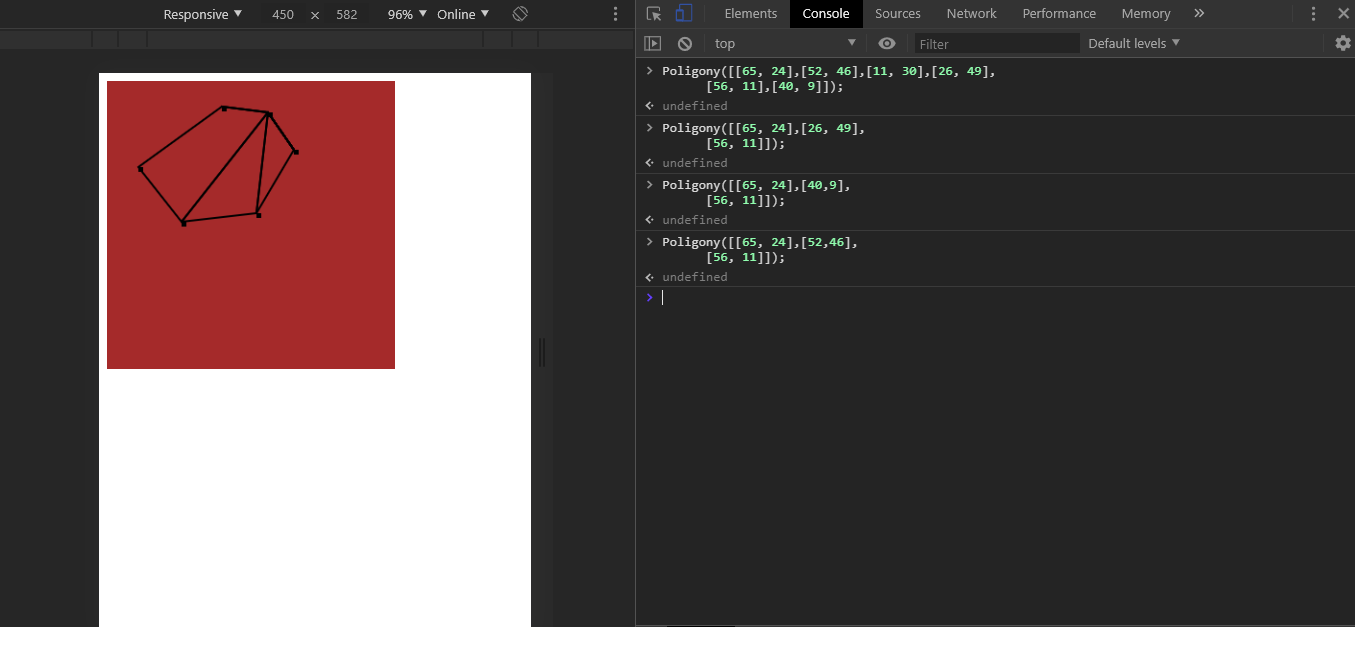 Responsive ▼ 450 × 582 96% ▼ Online ▼
Elements Console Sources Network Performance Memory »
top ▼ Filter Default levels ▼
> Poligony([[65, 24],[52, 46],[11, 30],[26, 49],
[56, 11],[40, 9]]);
undefined
> Poligony([[65, 24],[26, 49],
[56, 11]]);
undefined
> Poligony([[65, 24],[40,9],
[56, 11]]);
undefined
> Poligony([[65, 24],[52,46],
[56, 11]]);
undefined
>